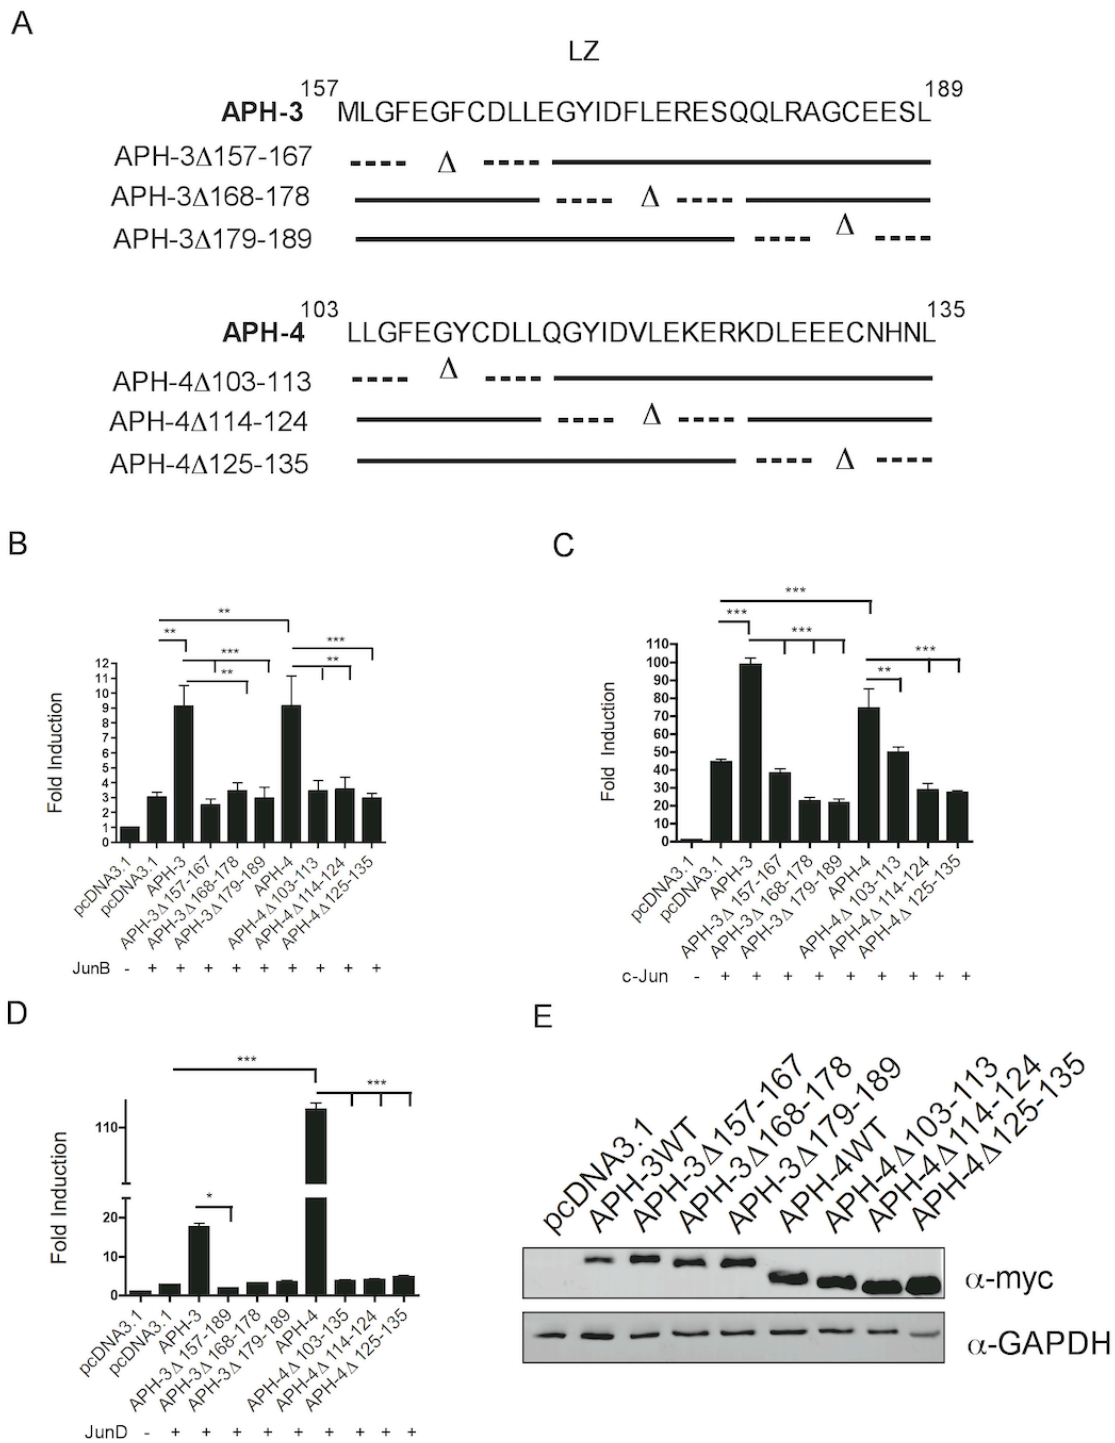 A
LZ
157 189
APH-3 MLGFEGFCDLLEGYIDFLERESQQLRAGCEESL
APH-3Δ157-167 Δ
APH-3Δ168-178 Δ
APH-3Δ179-189 Δ
103 135
APH-4 LLGFEGYCDLLQGYIDVLEKERKDLEEECNHNL
APH-4Δ103-113 Δ
APH-4Δ114-124 Δ
APH-4Δ125-135 Δ
B
**
** ***
*** **
**
Fold Induction
12
11
10
9
8
7
6
5
4
3
2
1
0
pcDNA3.1
pcDNA3.1
APH-3
APH-3Δ157-167
APH-3Δ168-178
APH-3Δ179-189
APH-4
APH-4Δ103-113
APH-4Δ114-124
APH-4Δ125-135
JunB - + + + + + + + + +
C
***
***
***
***
**
Fold Induction
110
100
90
80
70
60
50
40
30
20
10
0
pcDNA3.1
pcDNA3.1
APH-3
APH-3Δ 157-167
APH-3Δ 168-178
APH-3Δ 179-189
APH-4
APH-4Δ 103-113
APH-4Δ 114-124
APH-4Δ 125-135
c-Jun - + + + + + + + + +
D
***
***
*
Fold Induction
110
20
10
0
pcDNA3.1
pcDNA3.1
APH-3
APH-3Δ 157-189
APH-3Δ 168-178
APH-3Δ 179-189
APH-4
APH-4Δ 103-135
APH-4Δ 114-124
APH-4Δ 125-135
JunD - + + + + + + + + +
E
pcDNA3.1
APH-3WT
APH-3Δ157-167
APH-3Δ168-178
APH-3Δ179-189
APH-4WT
APH-4Δ103-113
APH-4Δ114-124
APH-4Δ125-135
α-myc
α-GAPDH